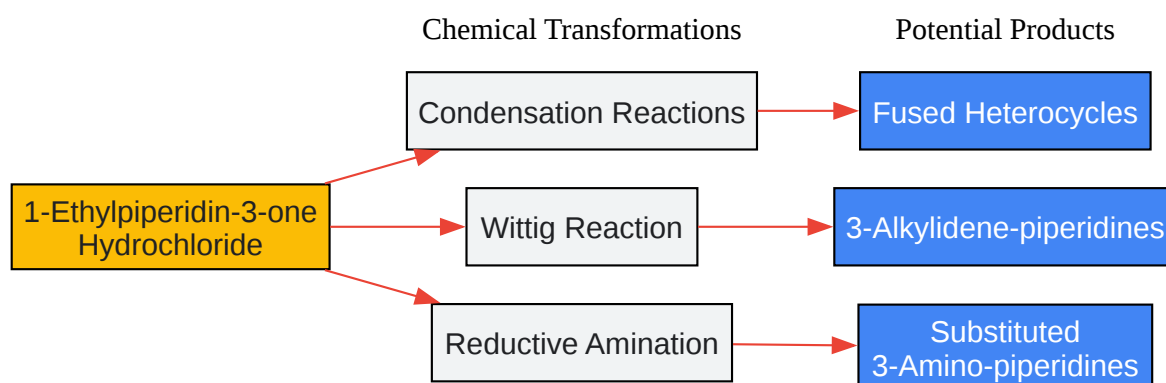 Chemical Transformations
Potential Products
Condensation Reactions
Fused Heterocycles
1-Ethylpiperidin-3-one
Hydrochloride
Wittig Reaction
3-Alkylidene-piperidines
Reductive Amination
Substituted
3-Amino-piperidines